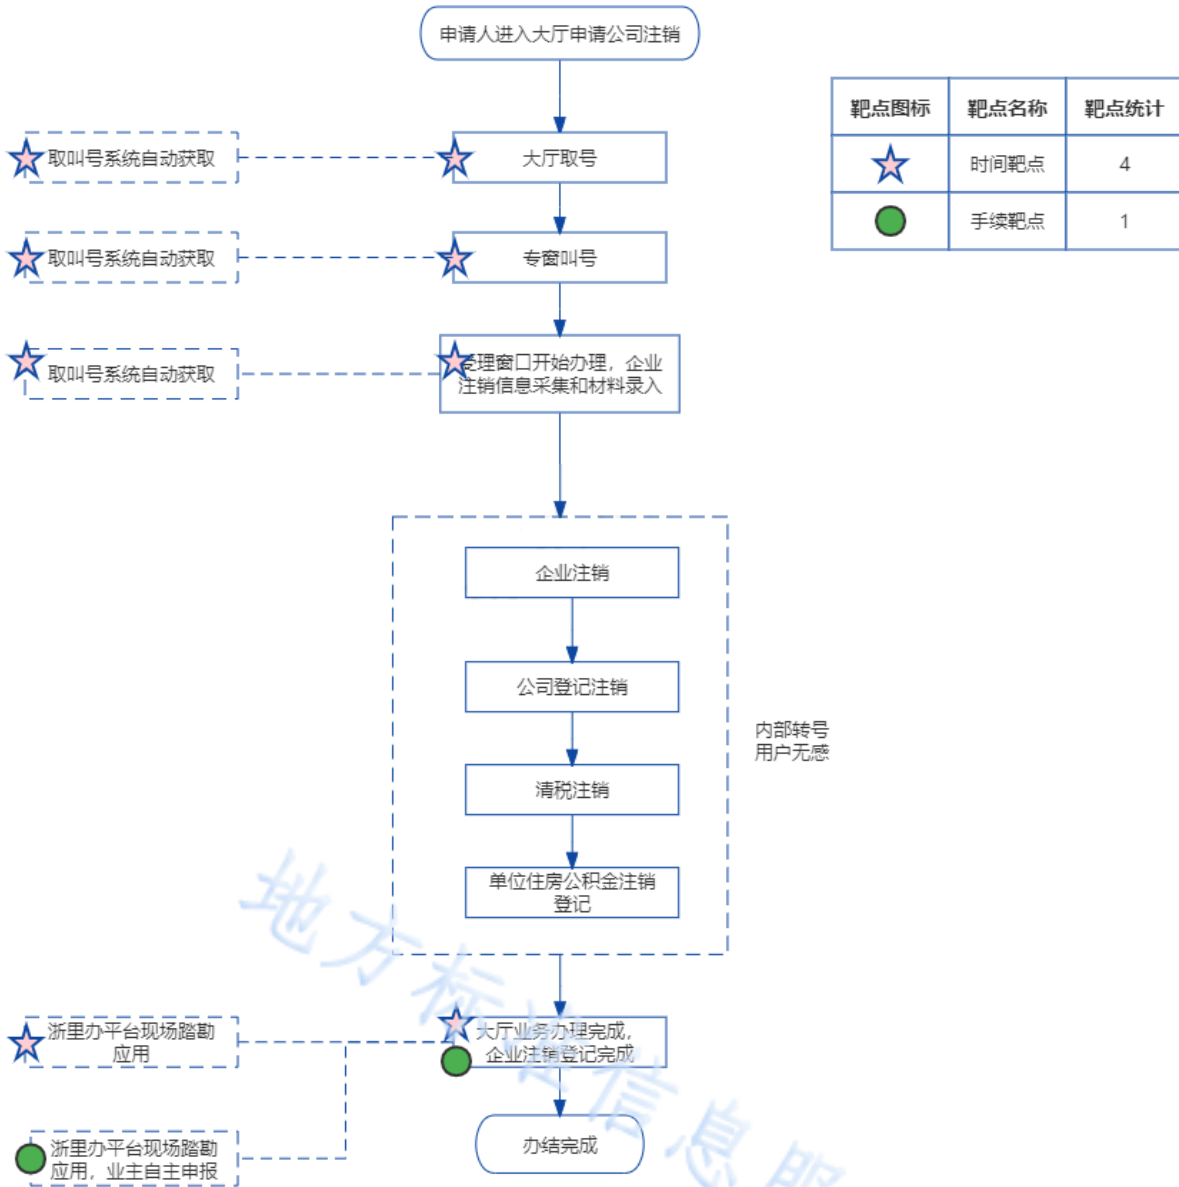 申请人进入大厅申请公司注销
靶点图标 靶点名称 靶点统计
时间靶点 4
手续靶点 1
取叫号系统自动获取
大厅取号
取叫号系统自动获取
专窗叫号
取叫号系统自动获取
受理窗口开始办理，企业
注销信息采集和材料录入
企业注销
公司登记注销
清税注销
单位住房公积金注销
登记
内部转号
用户无感
浙里办平台现场踏勘
应用
大厅业务办理完成，
企业注销登记完成
浙里办平台现场踏勘
应用，业主自主申报
办结完成
地方标准信息服